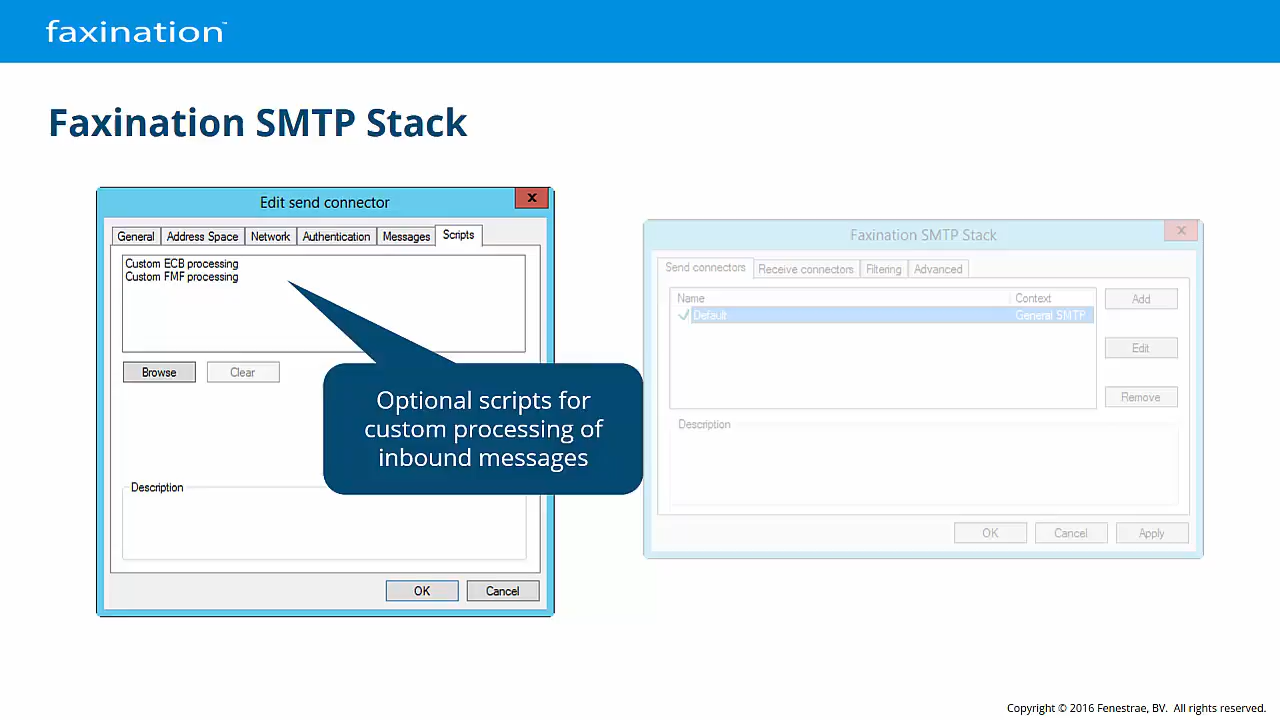 faxination™
Faxination SMTP Stack
Edit send connector
x
General Address Space Network Authentication Messages Scripts
Custom ECB processing
Custom FMF processing
Browse Clear
Optional scripts for
custom processing of
inbound messages
Description
OK Cancel
Faxination SMTP Stack
x
Send connectors Receive connectors Filtering Advanced
Name Context
Default General SMTP
Add
Edit
Remove
Description
OK Cancel Apply
Copyright © 2016 Fenestrae, BV. All rights reserved.